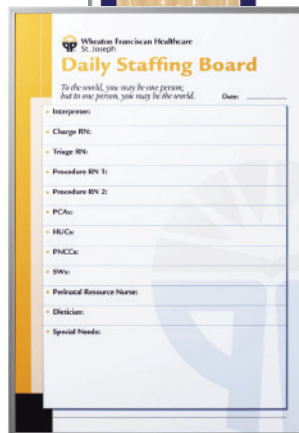 Wheaton Franciscan Healthcare
St. Joseph
Daily Staffing Board
To the world, you may be one person;
but to one person, you may be the world.
Date:
• Interpreter:
• Charge RN:
• Triage RN:
• Procedure RN 1:
• Procedure RN 2:
• PCAs:
• HUCs:
• PNCCs:
• SWs:
• Perinatal Resource Nurse:
• Dietician:
• Special Needs: